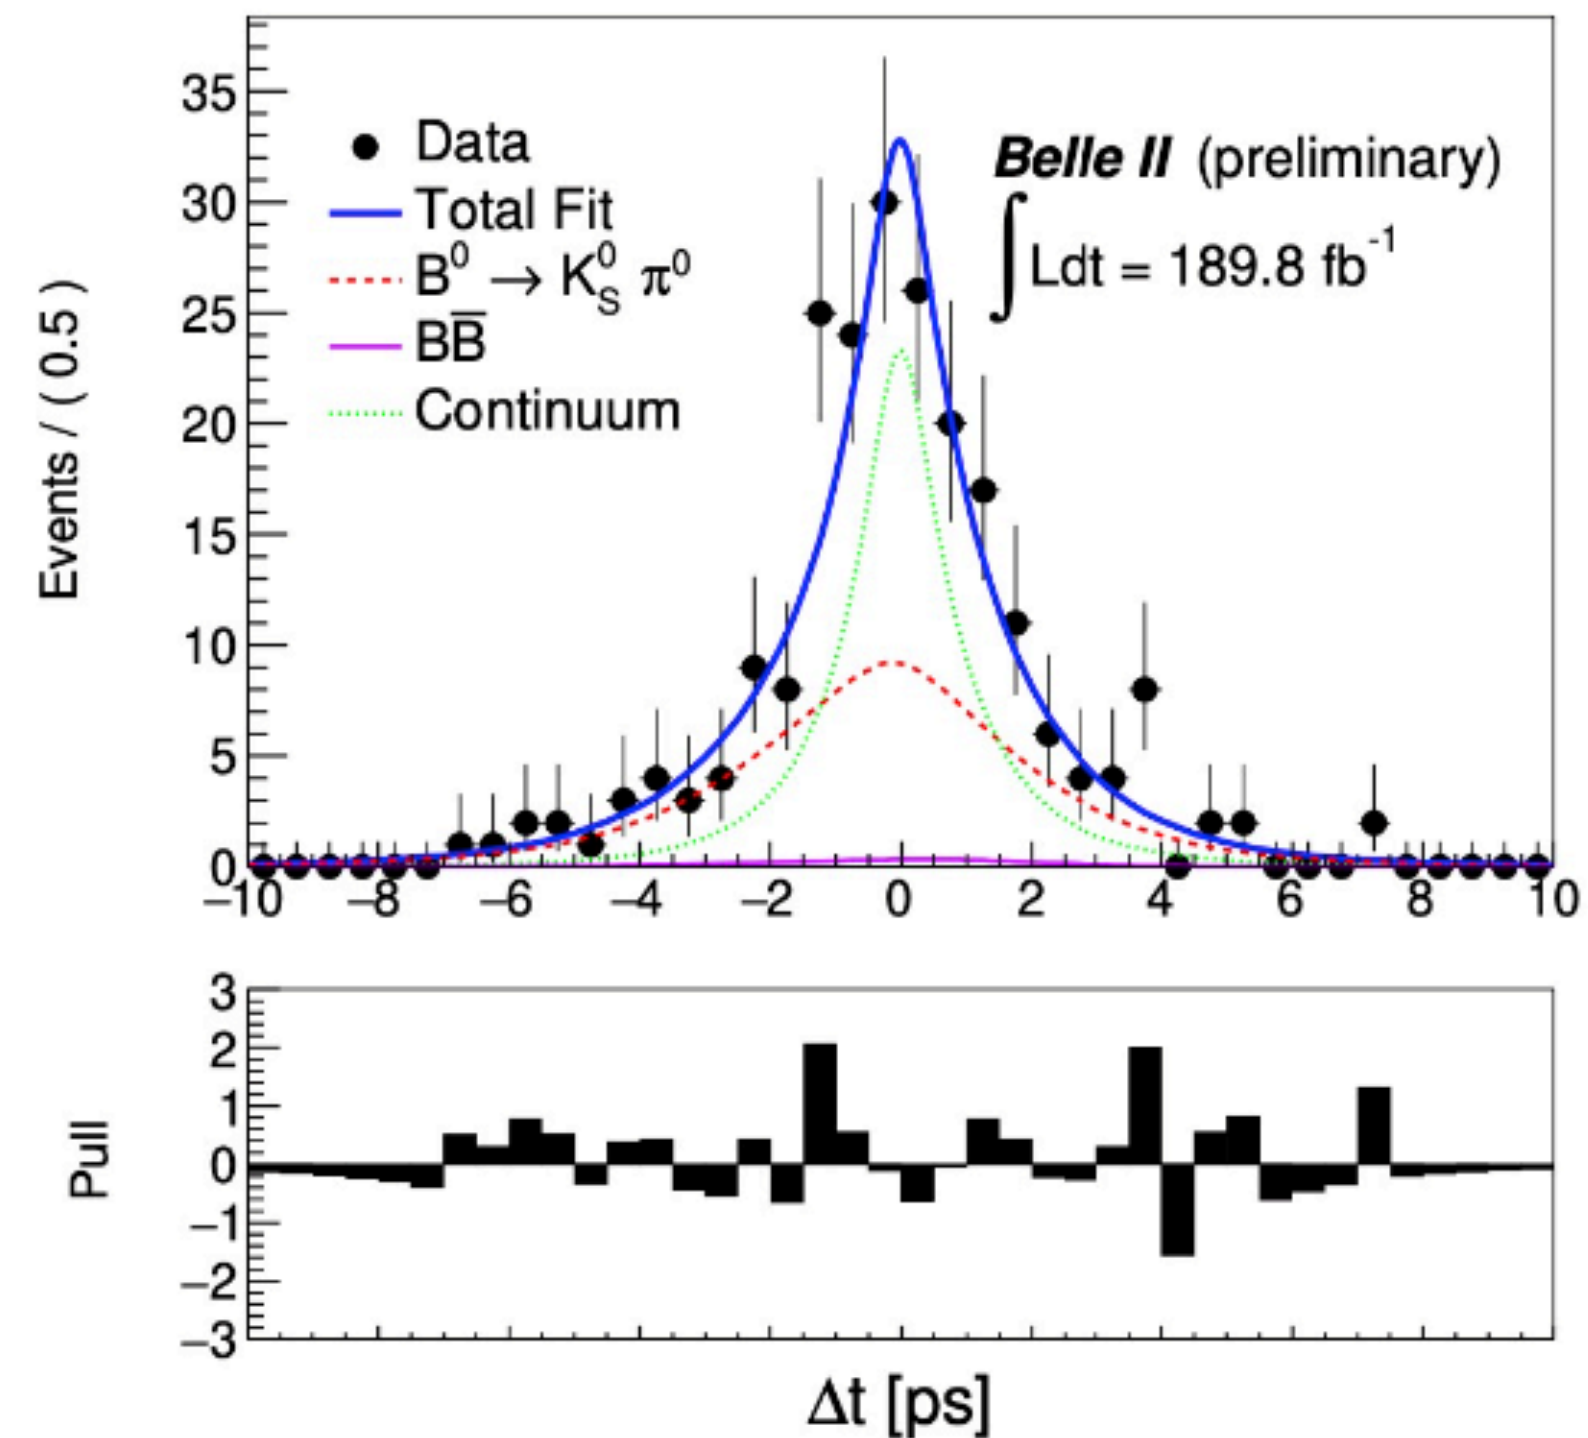 Events / ( 0.5 )
35
30
25
20
15
10
5
0
Data
Total Fit
B⁰ → K⁰_S π⁰
BB̅
Continuum
Belle II (preliminary)
∫Ldt = 189.8 fb⁻¹
−10 −8 −6 −4 −2 0 2 4 6 8 10
Pull
3
2
1
0
−1
−2
−3
Δt [ps]